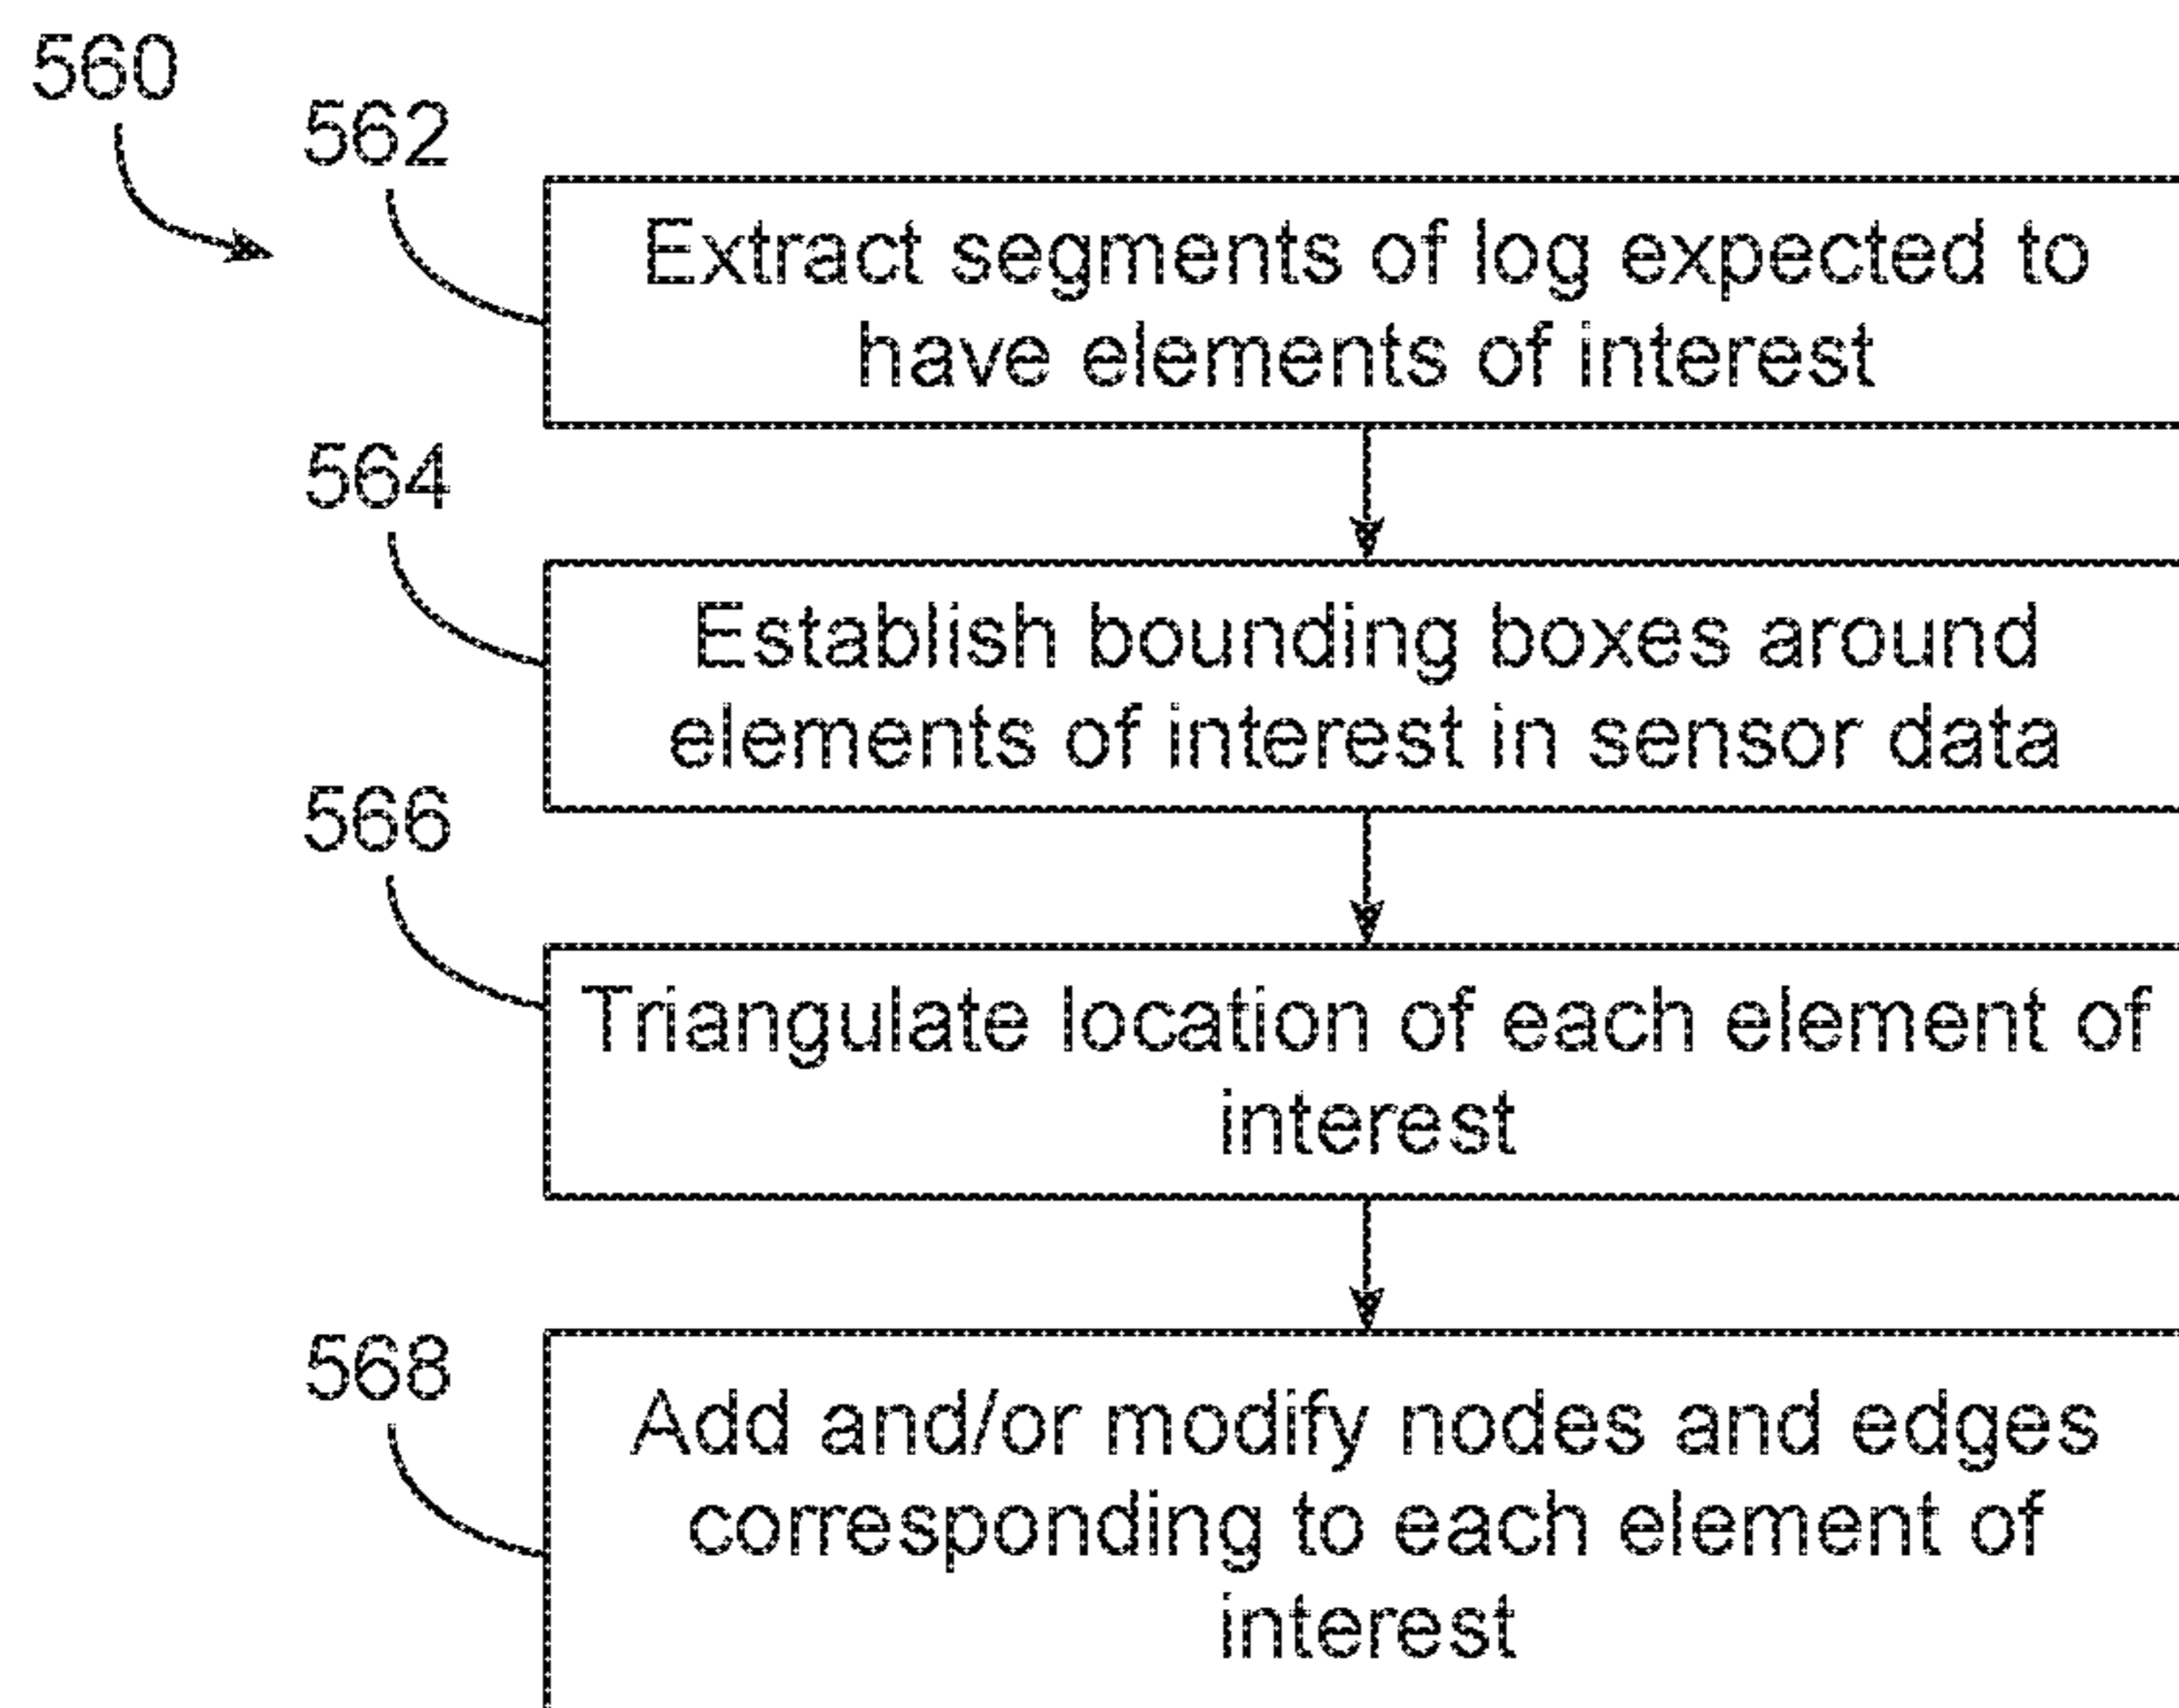 560
562
Extract segments of log expected to
have elements of interest
564
Establish bounding boxes around
elements of interest in sensor data
566
Triangulate location of each element of
interest
568
Add and/or modify nodes and edges
corresponding to each element of
interest